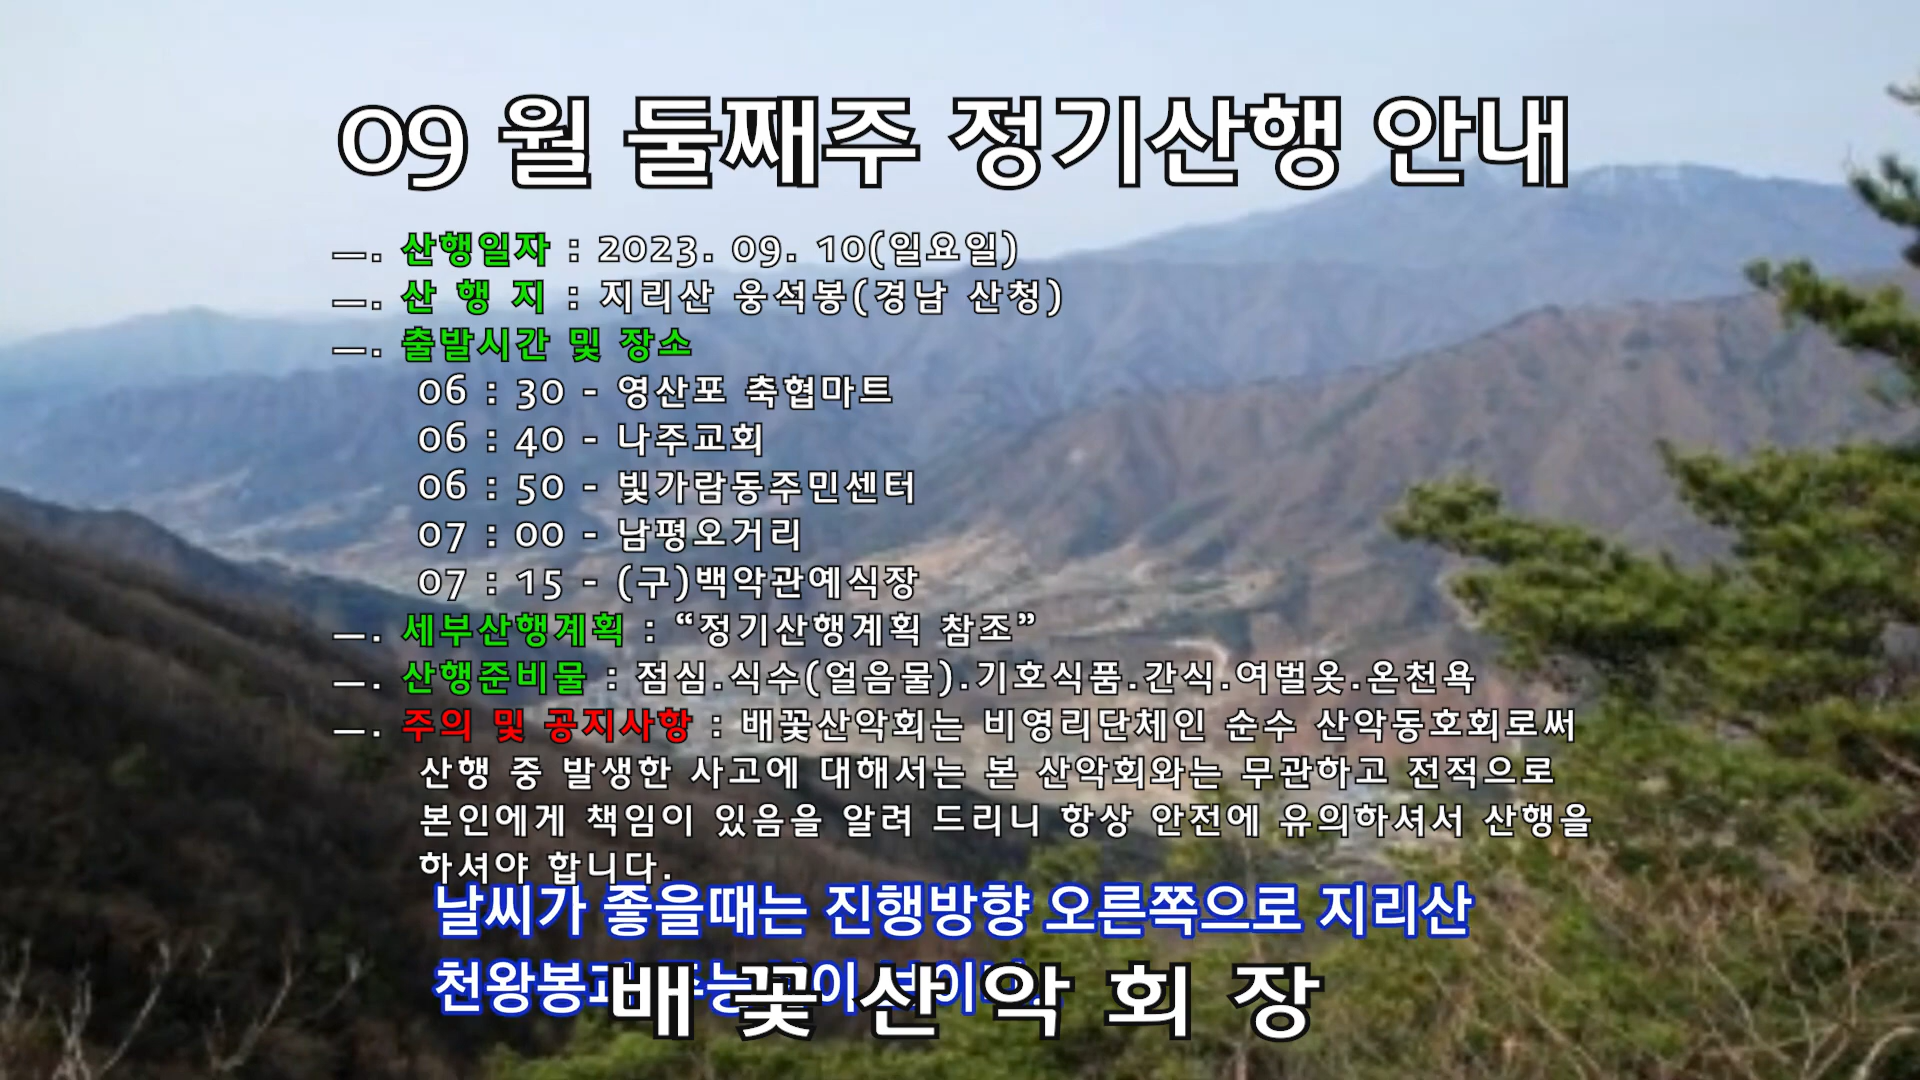 09 월 둘째주 정기산행 안내
―. 산행일자 : 2023. 09. 10(일요일)
―. 산 행 지 : 지리산 웅석봉(경남 산청)
―. 출발시간 및 장소
06 : 30 - 영산포 축협마트
06 : 40 - 나주교회
06 : 50 - 빛가람동주민센터
07 : 00 - 남평오거리
07 : 15 - (구)백악관예식장
―. 세부산행계획 : “정기산행계획 참조”
―. 산행준비물 : 점심.식수(얼음물).기호식품.간식.여벌옷.온천욕
―. 주의 및 공지사항 : 배꽃산악회는 비영리단체인 순수 산악동호회로써
산행 중 발생한 사고에 대해서는 본 산악회와는 무관하고 전적으로
본인에게 책임이 있음을 알려 드리니 항상 안전에 유의하셔서 산행을
하셔야 합니다.
날씨가 좋을때는 진행방향 오른쪽으로 지리산
천왕봉과
배 꽃 산 악 회 장